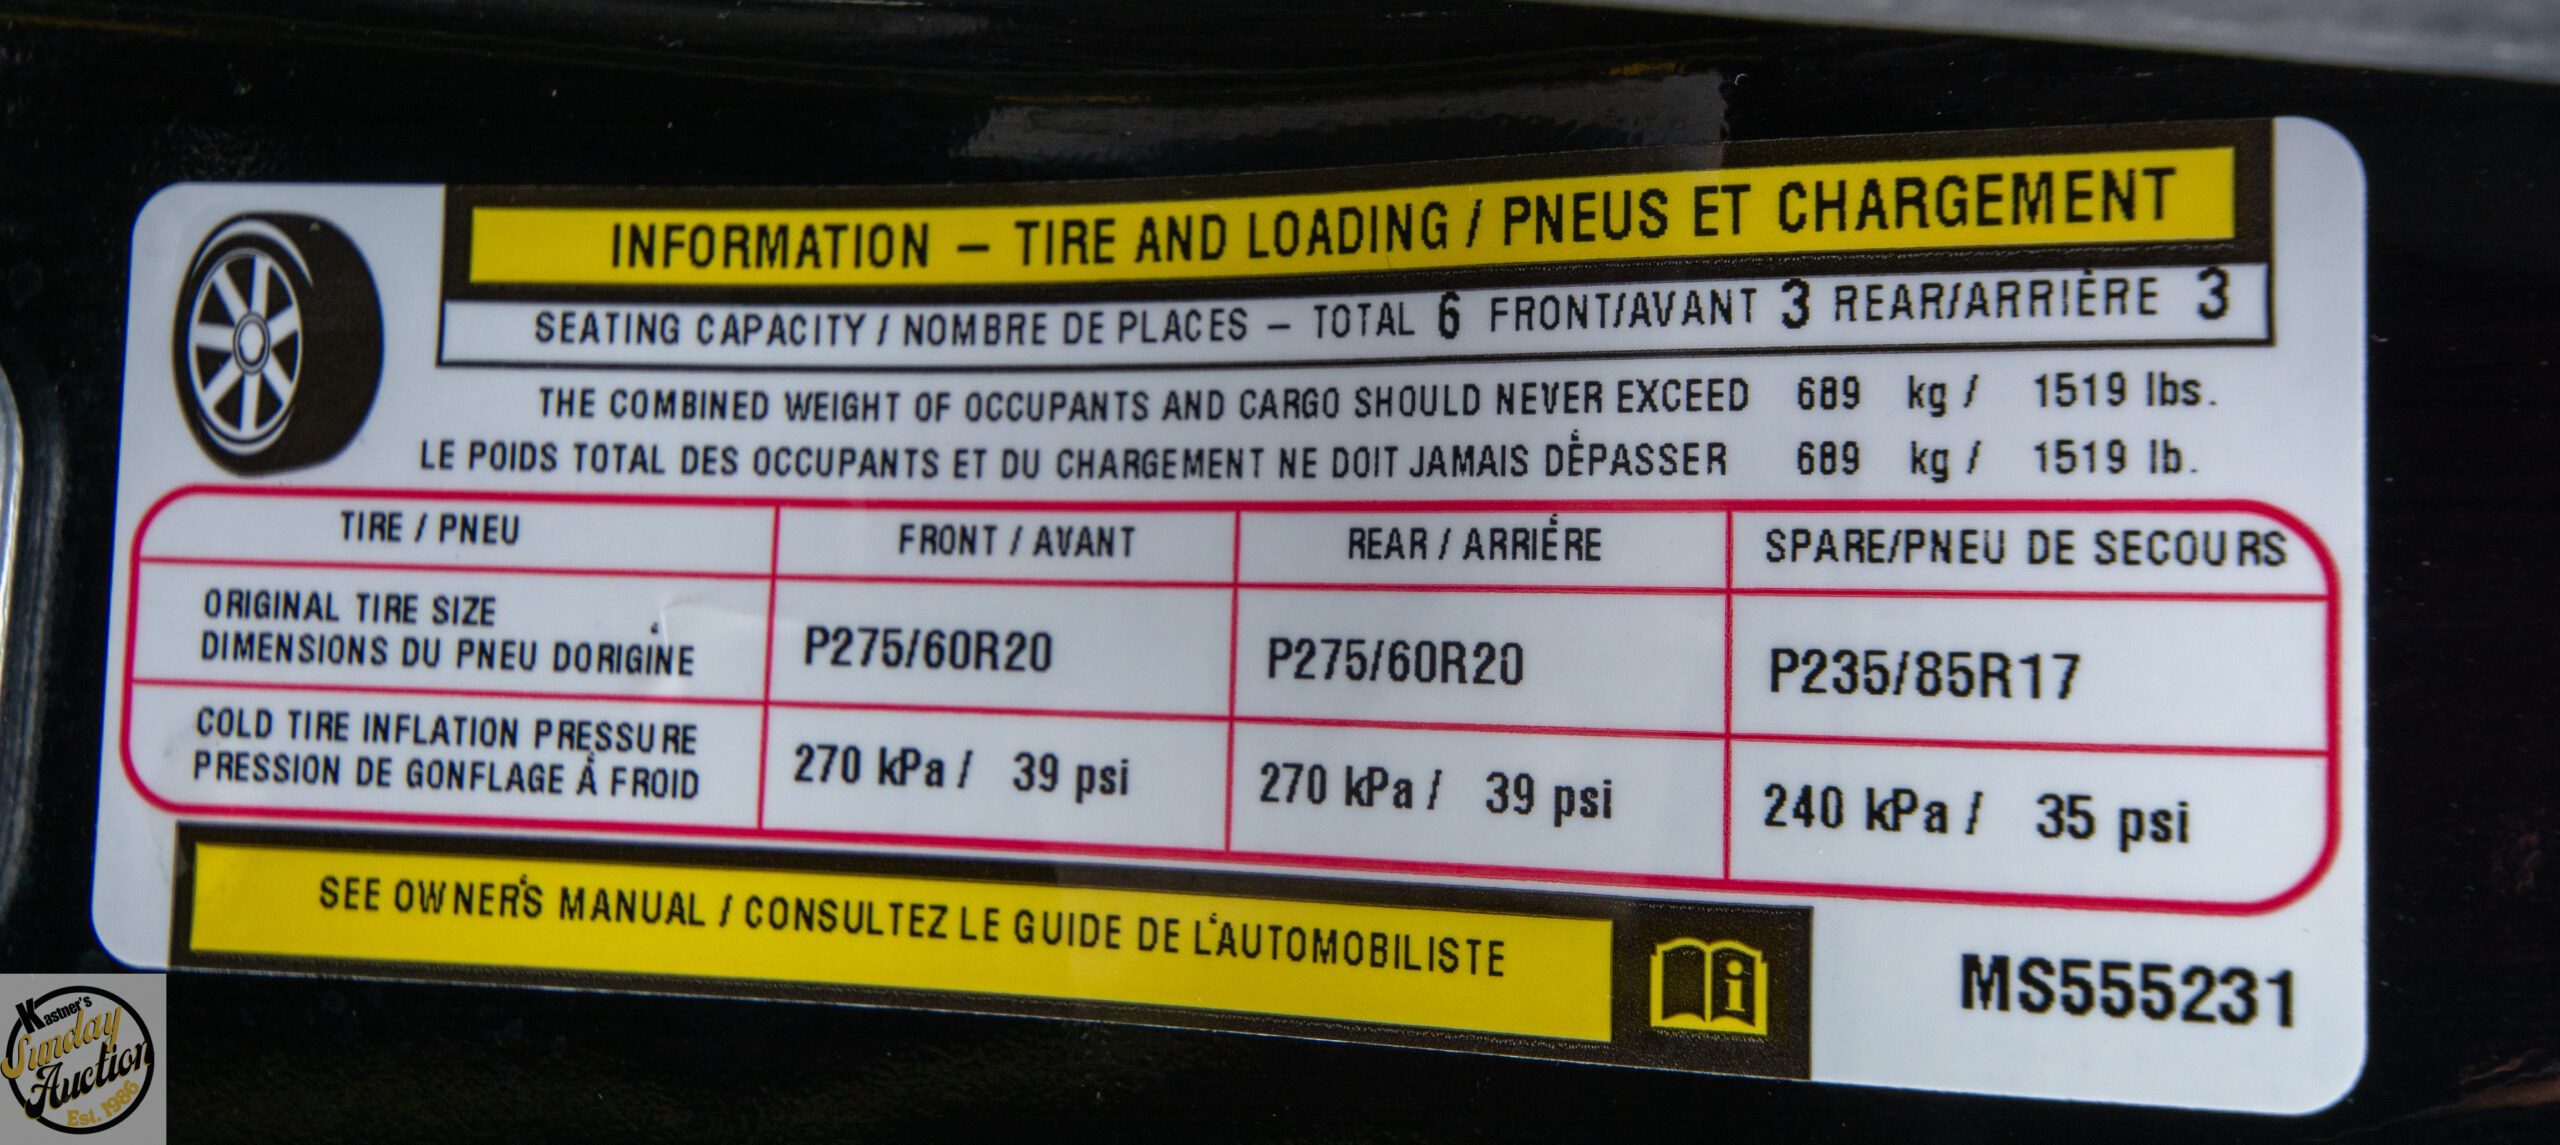 INFORMATION – TIRE AND LOADING / PNEUS ET CHARGEMENT
SEATING CAPACITY / NOMBRE DE PLACES – TOTAL 6 FRONT/AVANT 3 REAR/ARRIÈRE 3
THE COMBINED WEIGHT OF OCCUPANTS AND CARGO SHOULD NEVER EXCEED 689 kg / 1519 lbs.
LE POIDS TOTAL DES OCCUPANTS ET DU CHARGEMENT NE DOIT JAMAIS DÉPASSER 689 kg / 1519 lb.
TIRE / PNEU FRONT / AVANT REAR / ARRIÉRE SPARE/PNEU DE SECOURS
ORIGINAL TIRE SIZE
DIMENSIONS DU PNEU D'ORIGINE P275/60R20 P275/60R20 P235/85R17
COLD TIRE INFLATION PRESSURE
PRESSION DE GONFLAGE À FROID 270 kPa / 39 psi 270 kPa / 39 psi 240 kPa / 35 psi
SEE OWNER'S MANUAL / CONSULTEZ LE GUIDE DE L'AUTOMOBILISTE
i
MS555231
Kastner's
Sunday
Auction
Est. 1986